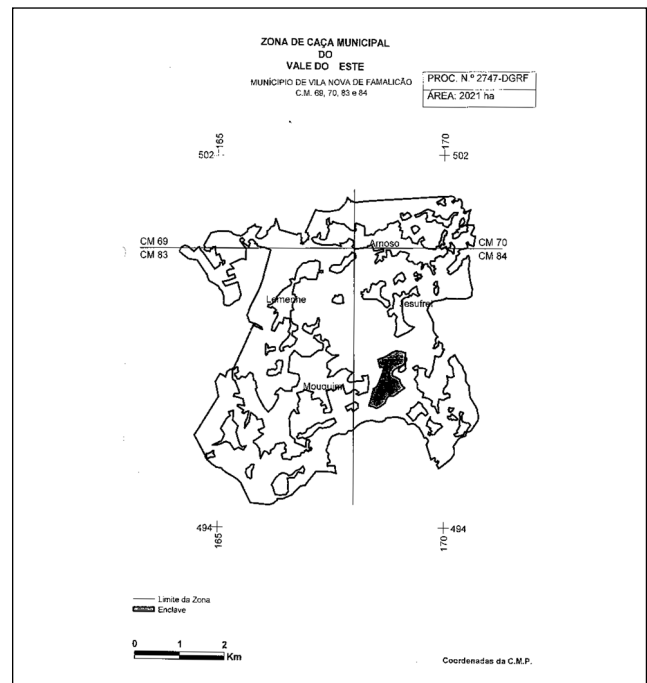 ZONA DE CAÇA MUNICIPAL
DO
VALE DO ESTE
MUNÍCIPIO DE VILA NOVA DE FAMALICÃO
C.M. 69, 70, 83 e 84
PROC. N.º 2747-DGRF
ÁREA: 2021 ha
165
502
170
502
CM 69
CM 83
Arnoso
CM 70
CM 84
Lemenhe
Jesufrei
Mouquim
494
165
494
170
Limite da Zona
Enclave
0 1 2
Km
Coordenadas da C.M.P.